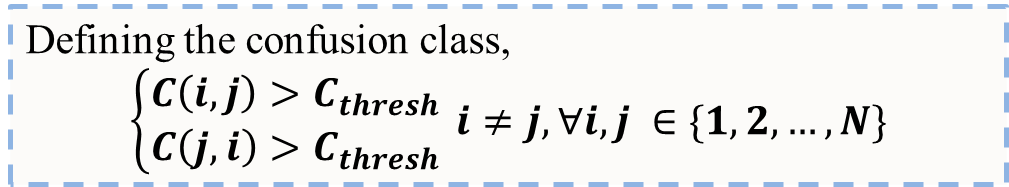 Defining the confusion class,
C(i,j) > C_thresh
C(j,i) > C_thresh
i ≠ j, ∀i,j ∈ {1, 2, ..., N}